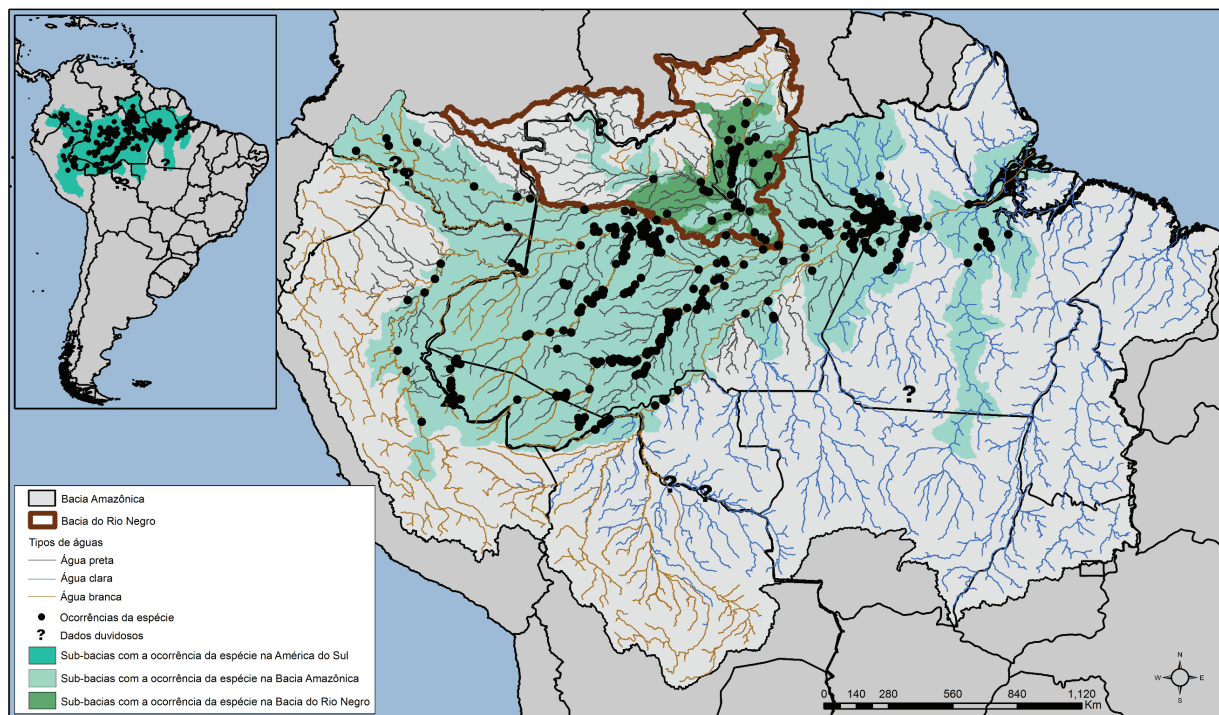 Bacia Amazônica
Bacia do Rio Negro
Tipos de águas
Água preta
Água clara
Água branca
Ocorrências da espécie
? Dados duvidosos
Sub-bacias com a ocorrência da espécie na América do Sul
Sub-bacias com a ocorrência da espécie na Bacia Amazônica
Sub-bacias com a ocorrência da espécie na Bacia do Rio Negro
?
?
?
?
?
?
?
?
N
W E
S
0 140 280 560 840 1,120
Km